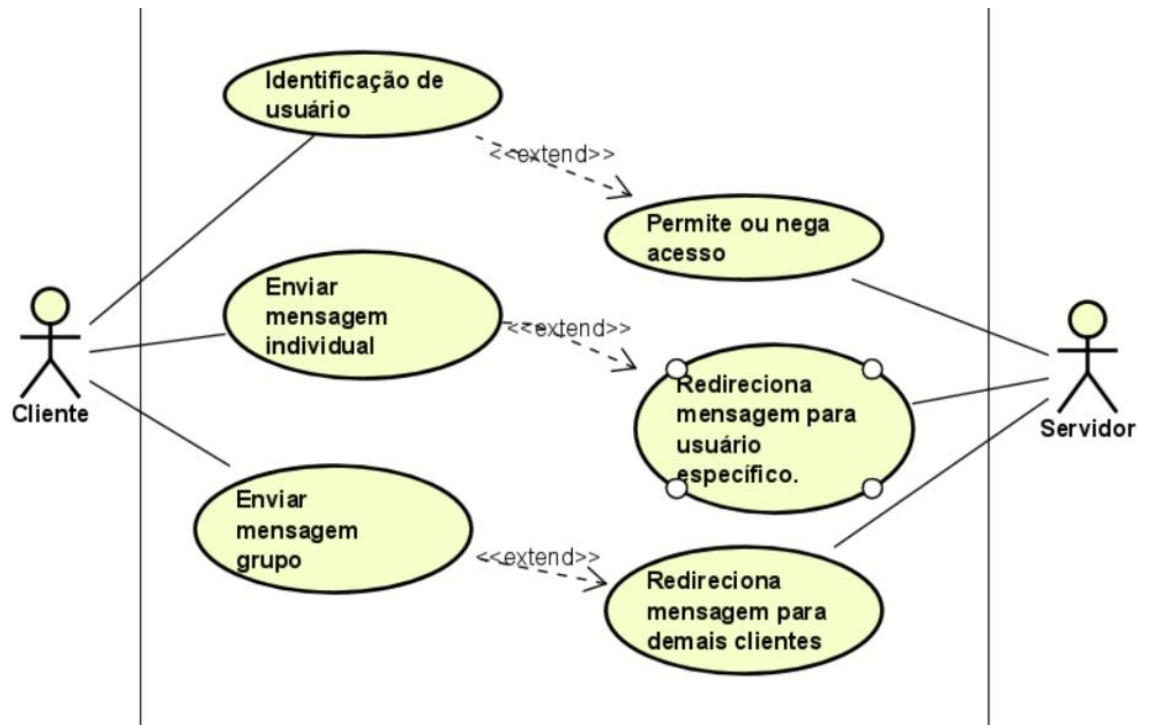 Identificação de
usuário
<<extend>>
Permite ou nega
acesso
Enviar
mensagem
individual
<<extend>>
Redireciona
mensagem para
usuário
específico.
Cliente
Servidor
Enviar
mensagem
grupo
<<extend>>
Redireciona
mensagem para
demais clientes